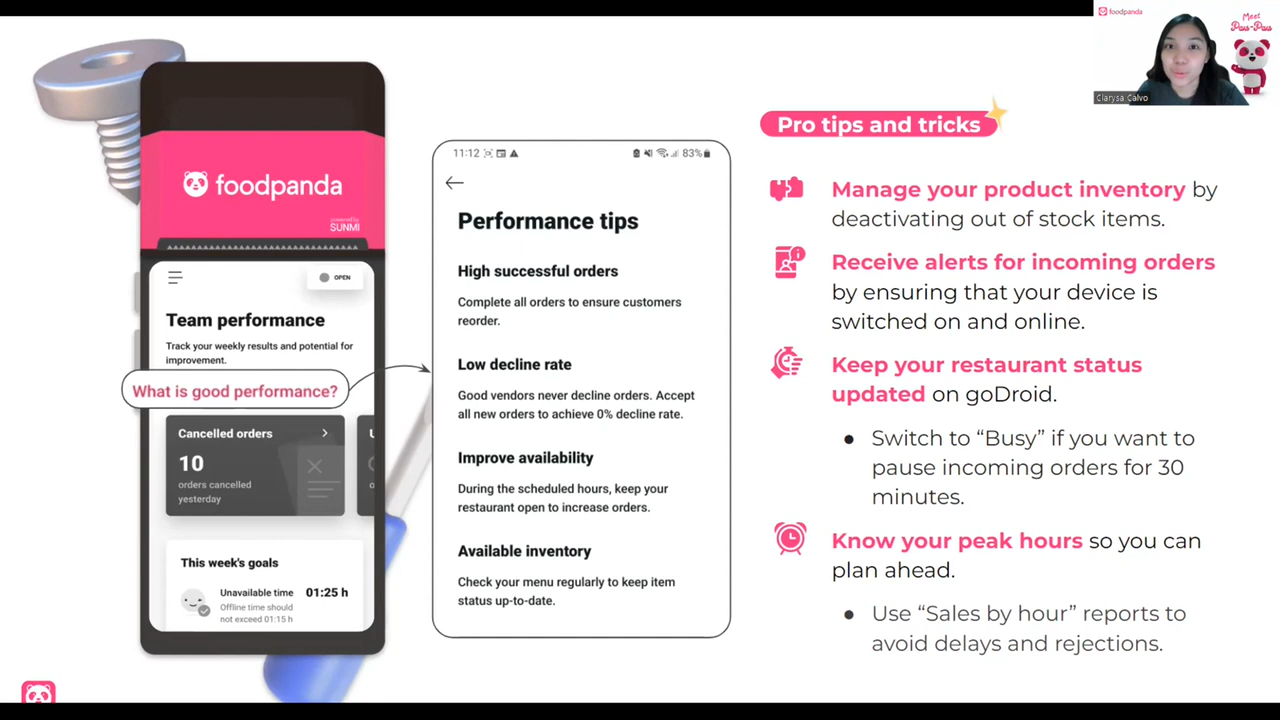 foodpanda
Meet
Pau-Pau
Clarysa Calvo
foodpanda
powered by
SUNMI
OPEN
Team performance
Track your weekly results and potential for
improvement.
What is good performance?
Cancelled orders
10
orders cancelled
yesterday
This week's goals
Unavailable time
01:25 h
Offline time should
not exceed 01:15 h
11:12
83%
Performance tips
High successful orders
Complete all orders to ensure customers
reorder.
Low decline rate
Good vendors never decline orders. Accept
all new orders to achieve 0% decline rate.
Improve availability
During the scheduled hours, keep your
restaurant open to increase orders.
Available inventory
Check your menu regularly to keep item
status up-to-date.
Pro tips and tricks
Manage your product inventory by
deactivating out of stock items.
Receive alerts for incoming orders
by ensuring that your device is
switched on and online.
Keep your restaurant status
updated on goDroid.
● Switch to “Busy” if you want to
pause incoming orders for 30
minutes.
Know your peak hours so you can
plan ahead.
● Use “Sales by hour” reports to
avoid delays and rejections.